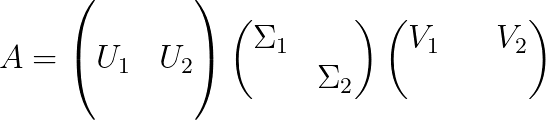 A = ( U₁ U₂ ) ( Σ₁ Σ₂ ) ( V₁ V₂ )